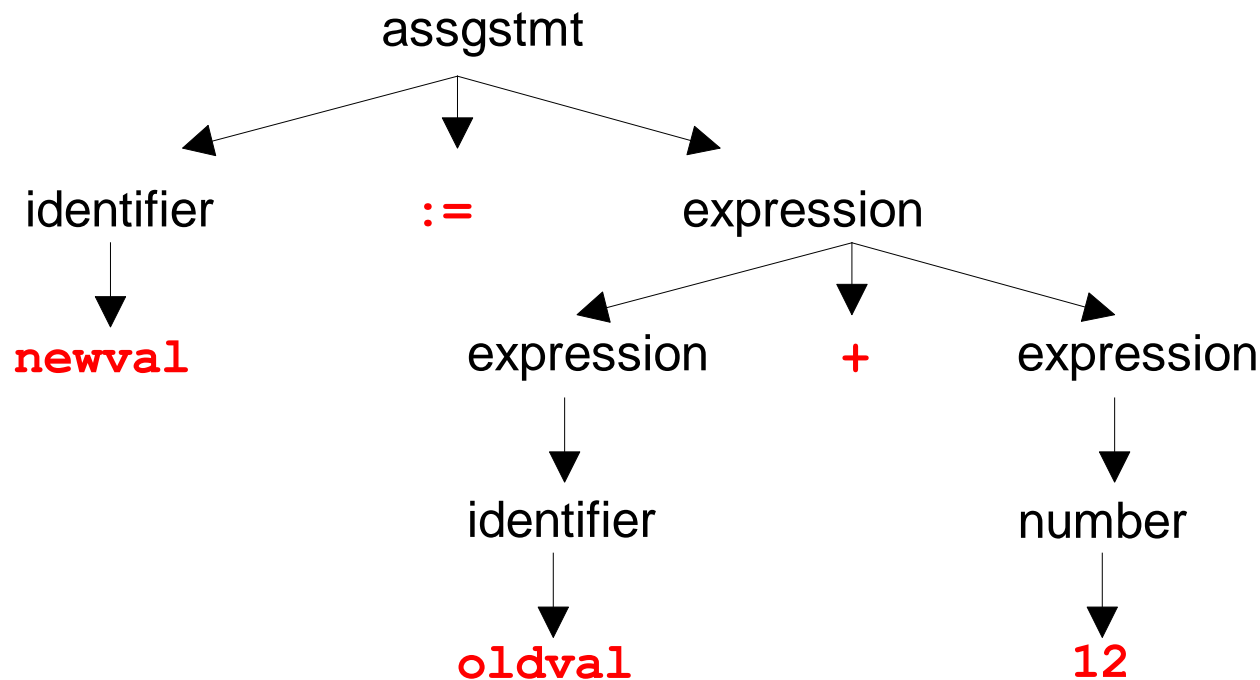 assgstmt
identifier := expression
newval expression + expression
identifier number
oldval 12